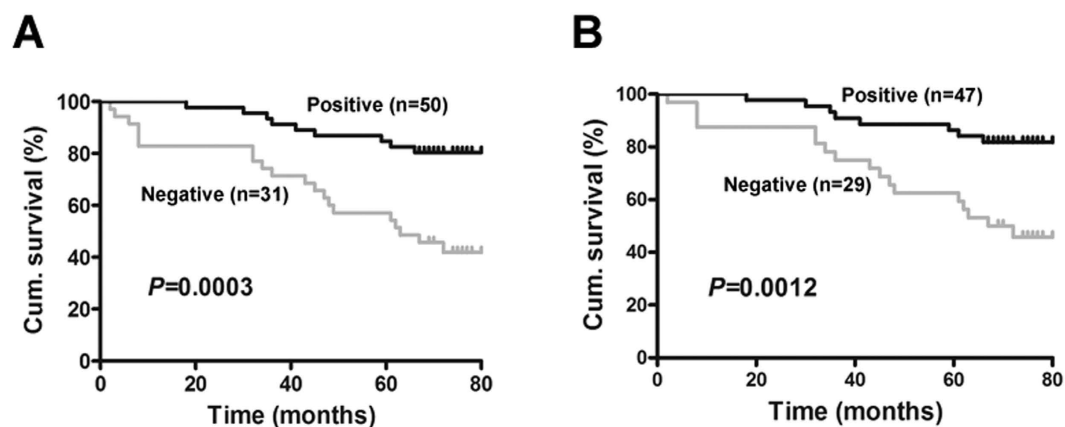 A
Cum. survival (%)
100
80
60
40
20
0
Positive (n=50)
Negative (n=31)
P=0.0003
0 20 40 60 80
Time (months)
B
Cum. survival (%)
100
80
60
40
20
0
Positive (n=47)
Negative (n=29)
P=0.0012
0 20 40 60 80
Time (months)